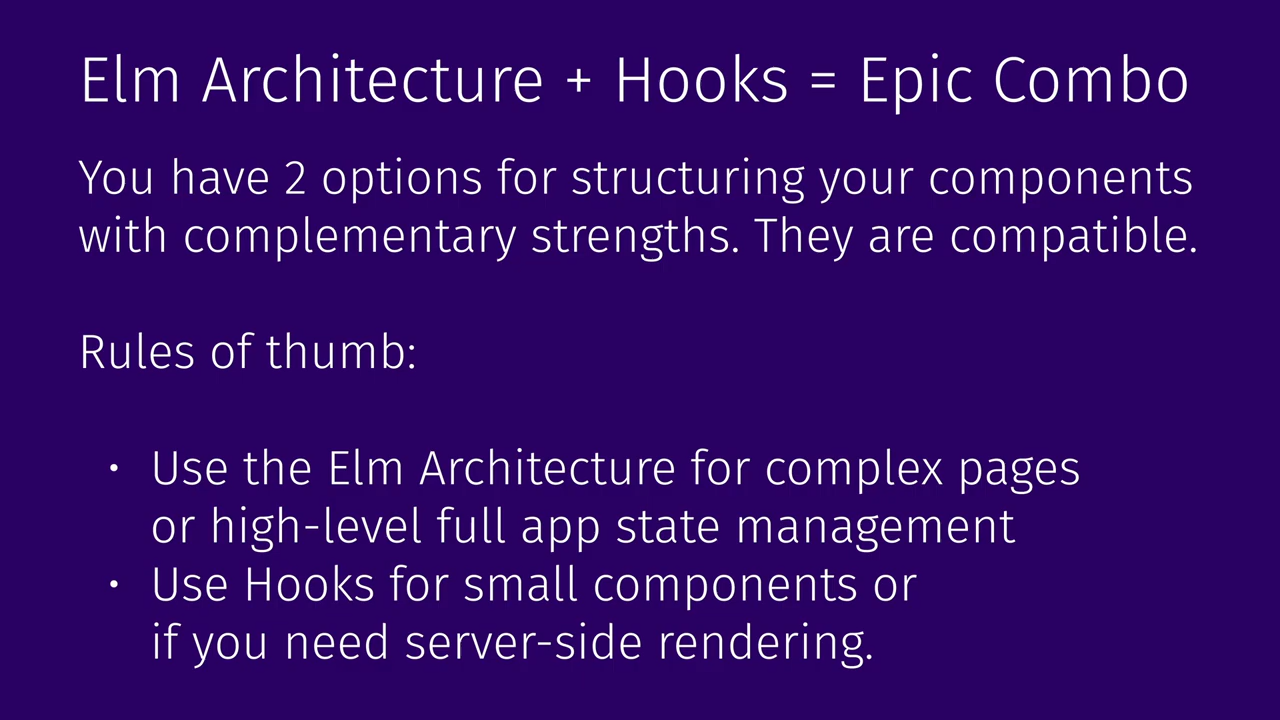 Elm Architecture + Hooks = Epic Combo
You have 2 options for structuring your components
with complementary strengths. They are compatible.
Rules of thumb:
• Use the Elm Architecture for complex pages
or high-level full app state management
• Use Hooks for small components or
if you need server-side rendering.